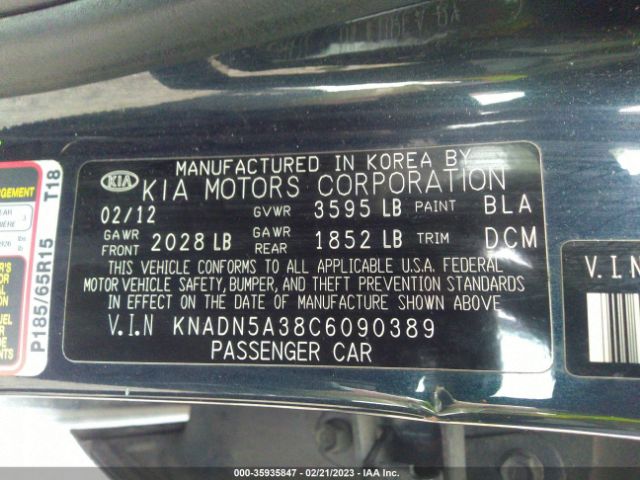 MANUFACTURED IN KOREA BY
KIA KIA MOTORS CORPORATION
02/12 GVWR 3595 LB PAINT BLA
GAWR FRONT 2028 LB GAWR REAR 1852 LB TRIM DCM
THIS VEHICLE CONFORMS TO ALL APPLICABLE U.S.A. FEDERAL
MOTOR VEHICLE SAFETY, BUMPER, AND THEFT PREVENTION STANDARDS
IN EFFECT ON THE DATE OF MANUFACTURE SHOWN ABOVE
V.I.N KNADN5A38C6090389
PASSENGER CAR
P185/65R15 T18
V.I.N
00-35935847 - 02/21/2023 - IAA Inc.